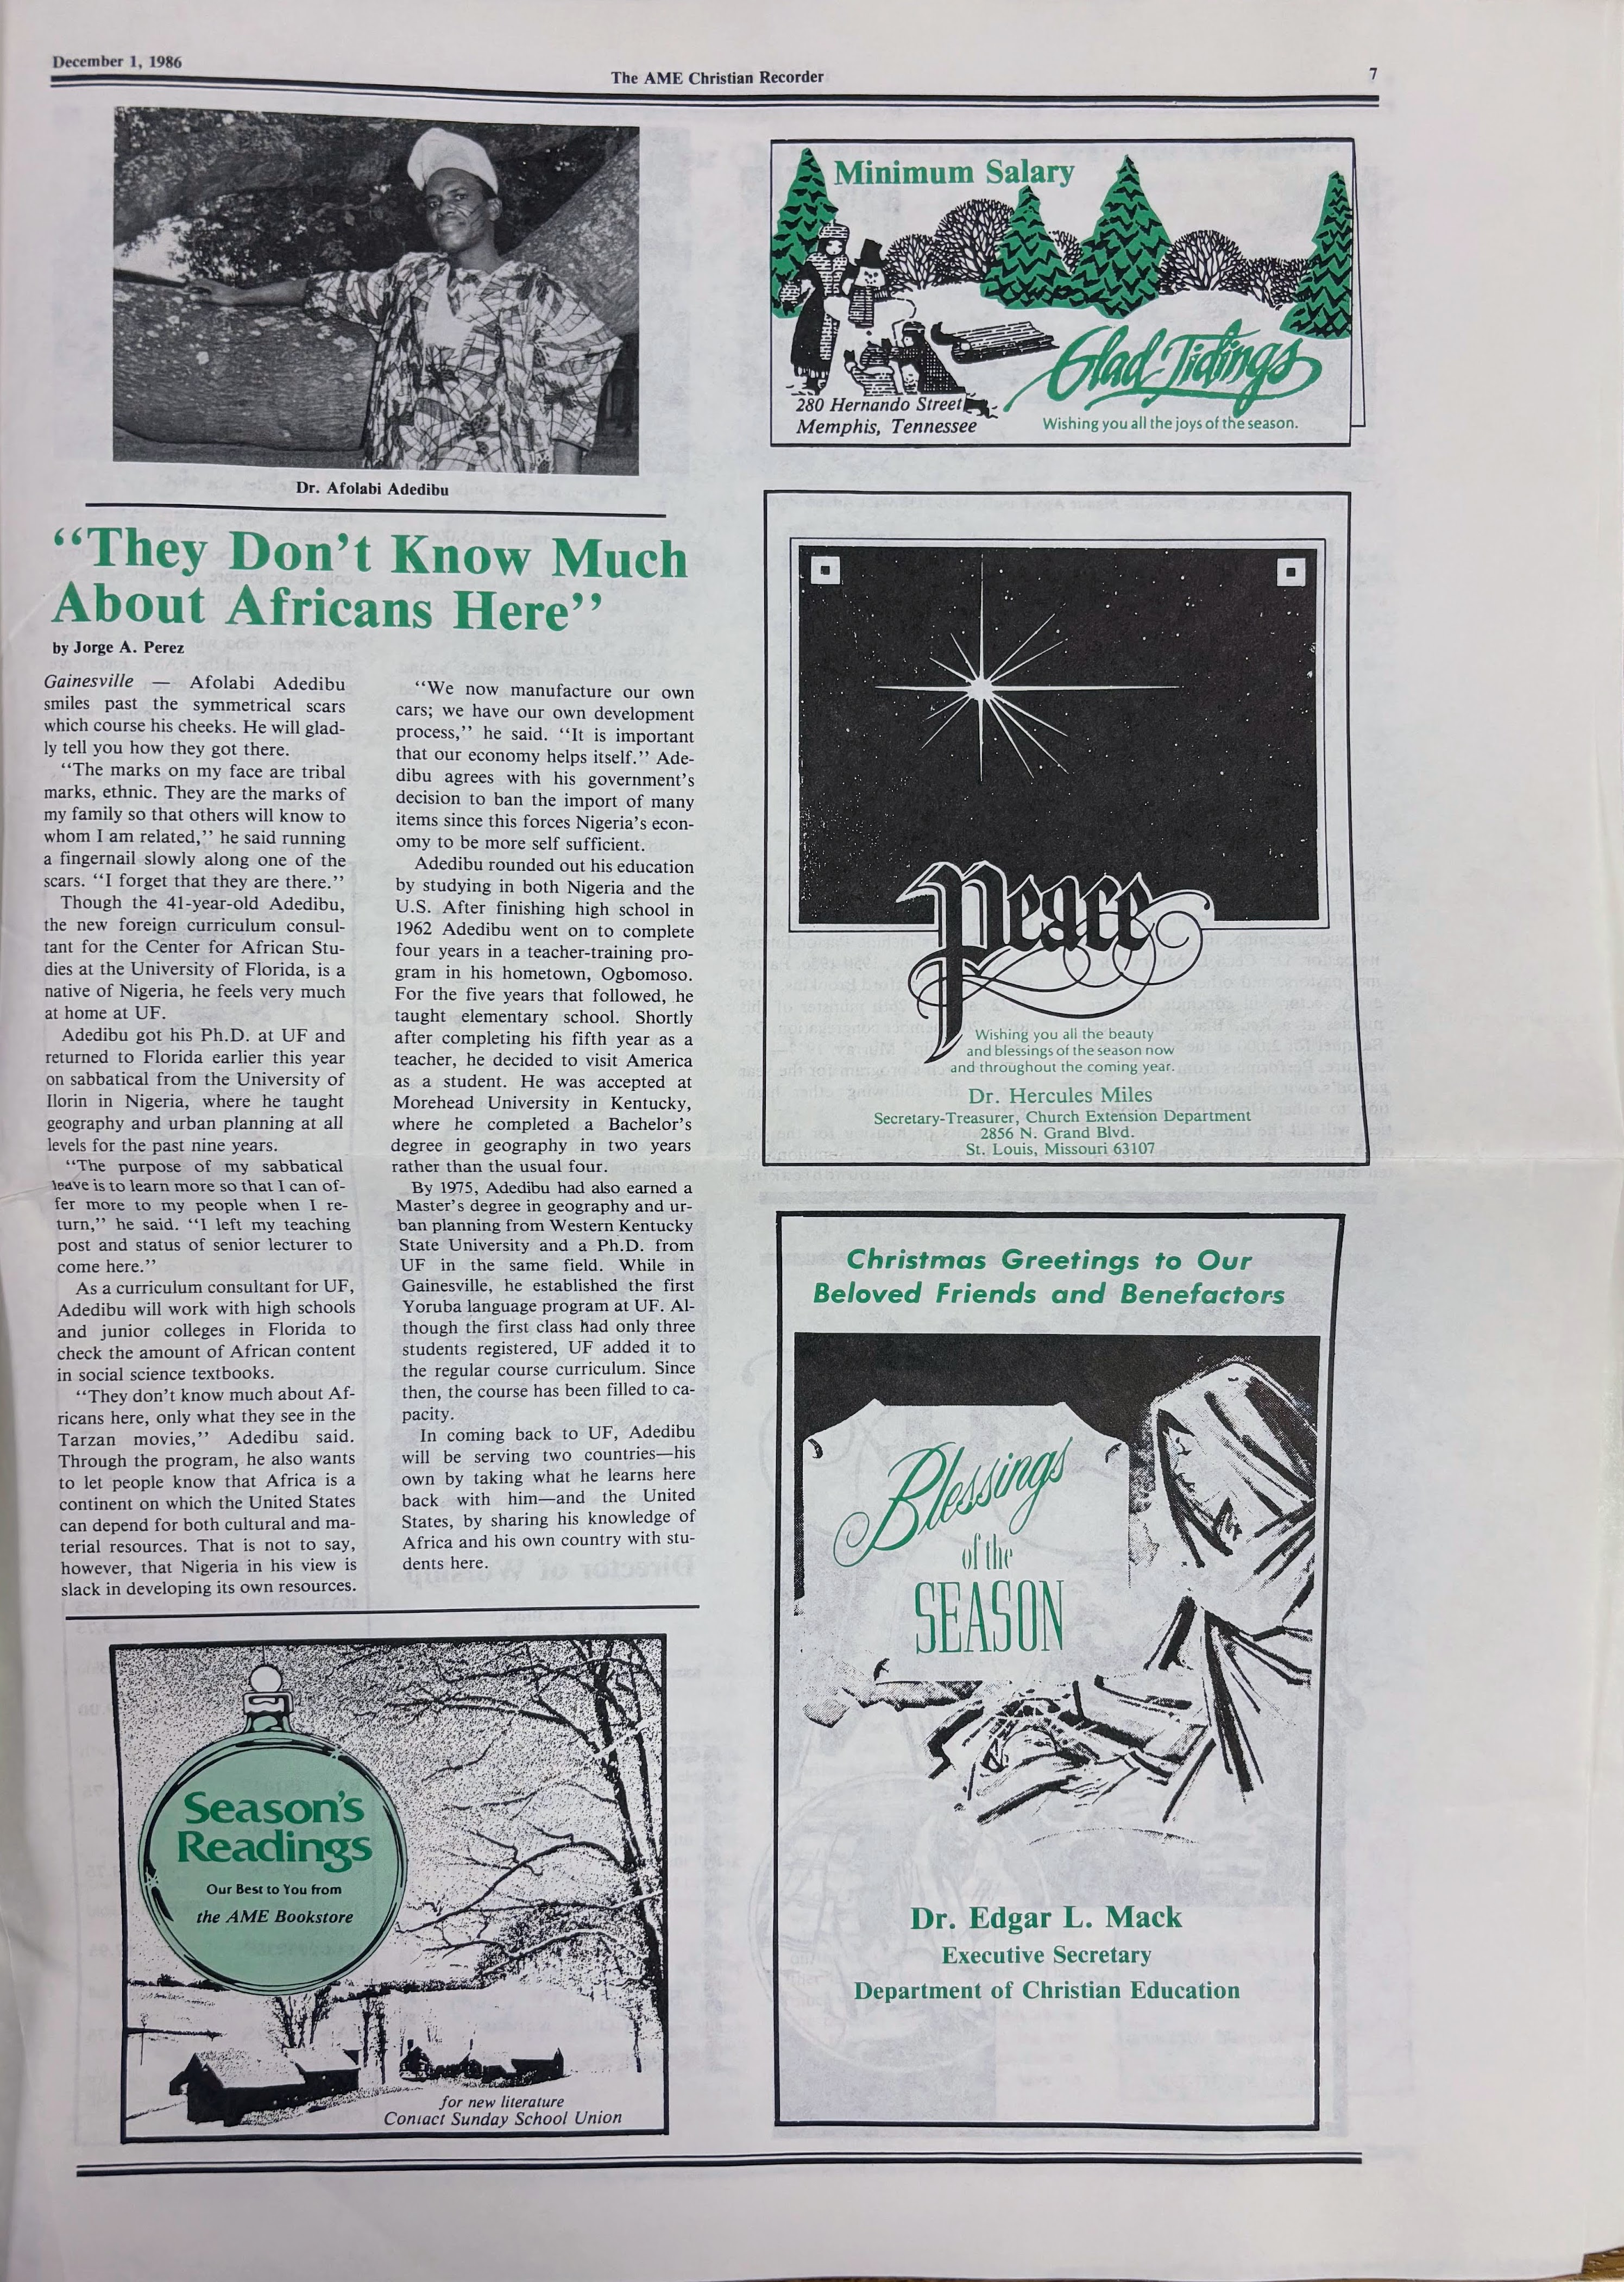 December 1, 1986
The AME Christian Recorder
7
Dr. Afolabi Adedibu
“They Don’t Know Much
About Africans Here”
by Jorge A. Perez
Gainesville — Afolabi Adedibu
smiles past the symmetrical scars
which course his cheeks. He will glad-
ly tell you how they got there.
“The marks on my face are tribal
marks, ethnic. They are the marks of
my family so that others will know to
whom I am related,” he said running
a fingernail slowly along one of the
scars. “I forget that they are there.”
Though the 41-year-old Adedibu,
the new foreign curriculum consul-
tant for the Center for African Stu-
dies at the University of Florida, is a
native of Nigeria, he feels very much
at home at UF.
Adedibu got his Ph.D. at UF and
returned to Florida earlier this year
on sabbatical from the University of
Ilorin in Nigeria, where he taught
geography and urban planning at all
levels for the past nine years.
“The purpose of my sabbatical
leave is to learn more so that I can of-
fer more to my people when I re-
turn,” he said. “I left my teaching
post and status of senior lecturer to
come here.”
As a curriculum consultant for UF,
Adedibu will work with high schools
and junior colleges in Florida to
check the amount of African content
in social science textbooks.
“They don’t know much about Af-
ricans here, only what they see in the
Tarzan movies,” Adedibu said.
Through the program, he also wants
to let people know that Africa is a
continent on which the United States
can depend for both cultural and ma-
terial resources. That is not to say,
however, that Nigeria in his view is
slack in developing its own resources.
“We now manufacture our own
cars; we have our own development
process,” he said. “It is important
that our economy helps itself.” Ade-
dibu agrees with his government’s
decision to ban the import of many
items since this forces Nigeria’s econ-
omy to be more self sufficient.
Adedibu rounded out his education
by studying in both Nigeria and the
U.S. After finishing high school in
1962 Adedibu went on to complete
four years in a teacher-training pro-
gram in his hometown, Ogbomoso.
For the five years that followed, he
taught elementary school. Shortly
after completing his fifth year as a
teacher, he decided to visit America
as a student. He was accepted at
Morehead University in Kentucky,
where he completed a Bachelor’s
degree in geography in two years
rather than the usual four.
By 1975, Adedibu had also earned a
Master’s degree in geography and ur-
ban planning from Western Kentucky
State University and a Ph.D. from
UF in the same field. While in
Gainesville, he established the first
Yoruba language program at UF. Al-
though the first class had only three
students registered, UF added it to
the regular course curriculum. Since
then, the course has been filled to ca-
pacity.
In coming back to UF, Adedibu
will be serving two countries—his
own by taking what he learns here
back with him—and the United
States, by sharing his knowledge of
Africa and his own country with stu-
dents here.
Season’s
Readings
Our Best to You from
the AME Bookstore
for new literature
Contact Sunday School Union
Minimum Salary
Glad Tidings
280 Hernando Street
Memphis, Tennessee
Wishing you all the joys of the season.
Peace
Wishing you all the beauty
and blessings of the season now
and throughout the coming year.
Dr. Hercules Miles
Secretary-Treasurer, Church Extension Department
2856 N. Grand Blvd.
St. Louis, Missouri 63107
Christmas Greetings to Our
Beloved Friends and Benefactors
Blessings
of the
SEASON
Dr. Edgar L. Mack
Executive Secretary
Department of Christian Education